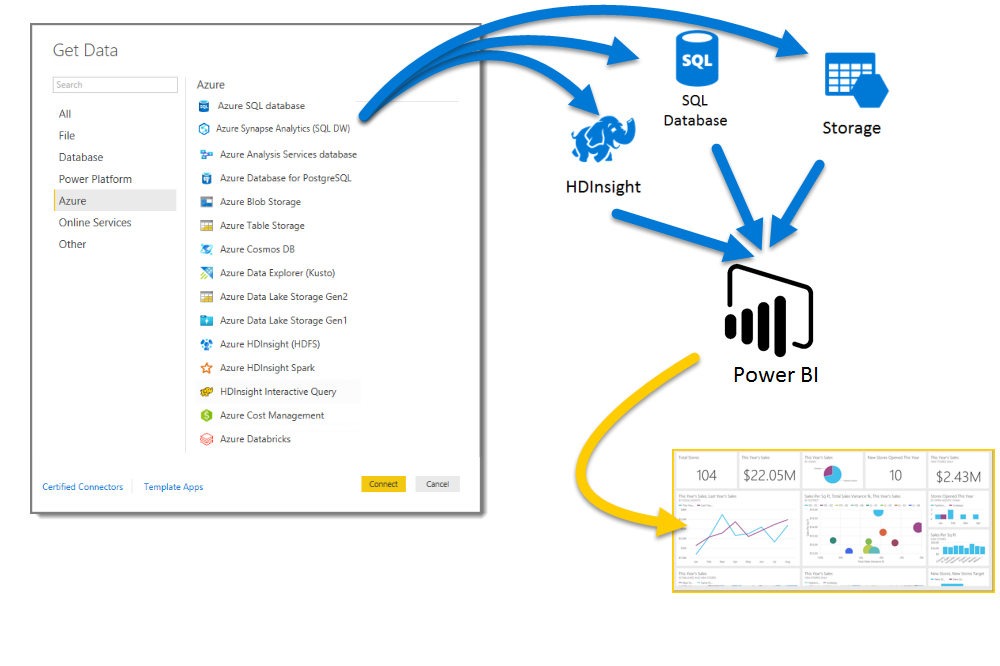 Get Data
Search
All
File
Database
Power Platform
Azure
Online Services
Other
Azure
Azure SQL database
Azure Synapse Analytics (SQL DW)
Azure Analysis Services database
Azure Database for PostgreSQL
Azure Blob Storage
Azure Table Storage
Azure Cosmos DB
Azure Data Explorer (Kusto)
Azure Data Lake Storage Gen2
Azure Data Lake Storage Gen1
Azure HDInsight (HDFS)
Azure HDInsight Spark
HDInsight Interactive Query
Azure Cost Management
Azure Databricks
Certified Connectors
Template Apps
Connect
Cancel
SQL
SQL
Database
Storage
HDInsight
Power BI
Total Stores
104
This Year's Sales
$22.05M
This Year's Sales
New Stores Opened This Year
10
This Year's Sales
$2.43M
This Year's Sales, Last Year's Sales
Sales Per Sq Ft, Total Sales Variance %, This Year's Sales
Stores Opened This Year
Sales Per Sq Ft
This Year's Sales
This Year's Sales
New Stores, New Stores Target